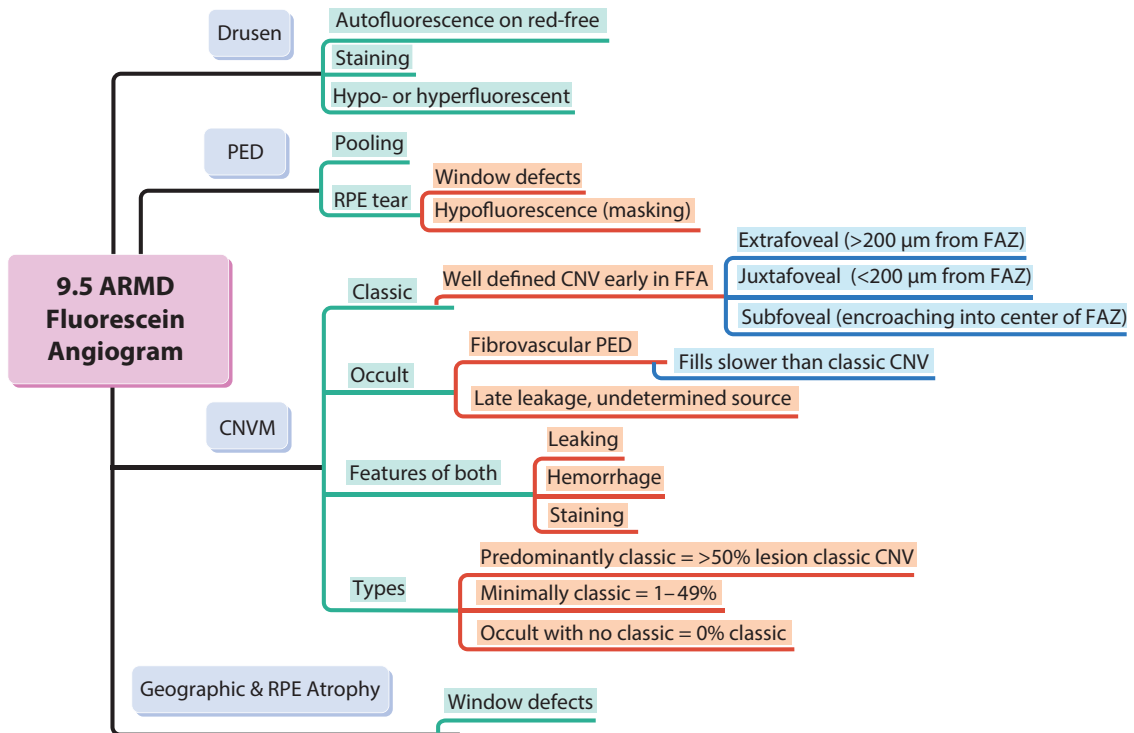 9.5 ARMD
Fluorescein
Angiogram
Drusen
Autofluorescence on red-free
Staining
Hypo- or hyperfluorescent
PED
Pooling
RPE tear
Window defects
Hypofluorescence (masking)
CNVM
Classic
Well defined CNV early in FFA
Extrafoveal (>200 µm from FAZ)
Juxtafoveal (<200 µm from FAZ)
Subfoveal (encroaching into center of FAZ)
Occult
Fibrovascular PED
Fills slower than classic CNV
Late leakage, undetermined source
Features of both
Leaking
Hemorrhage
Staining
Types
Predominantly classic = >50% lesion classic CNV
Minimally classic = 1–49%
Occult with no classic = 0% classic
Geographic & RPE Atrophy
Window defects